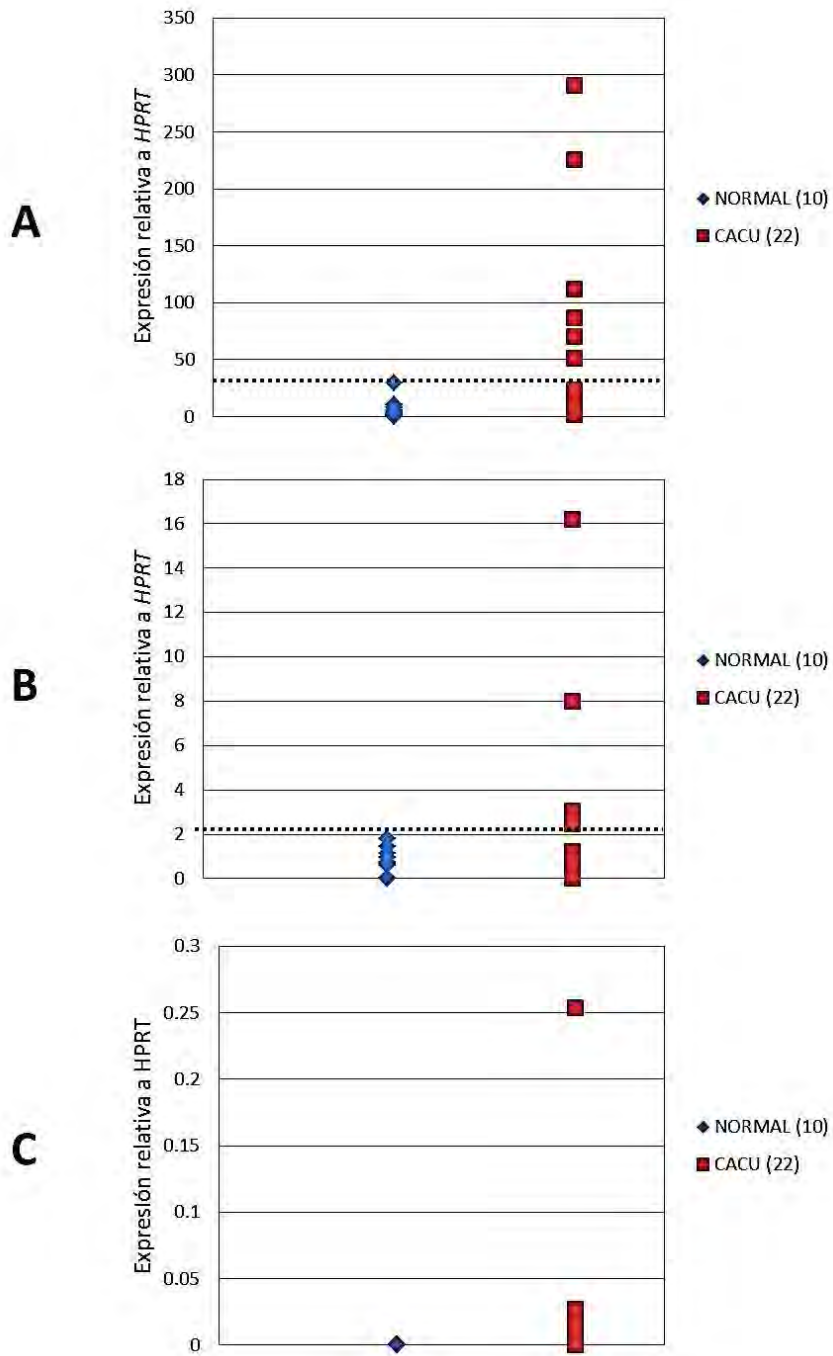 A
Expresión relativa a HPRT
350
300
250
200
150
100
50
0
NORMAL (10)
CACU (22)
B
Expresión relativa a HPRT
18
16
14
12
10
8
6
4
2
0
NORMAL (10)
CACU (22)
C
Expresión relativa a HPRT
0.3
0.25
0.2
0.15
0.1
0.05
0
NORMAL (10)
CACU (22)